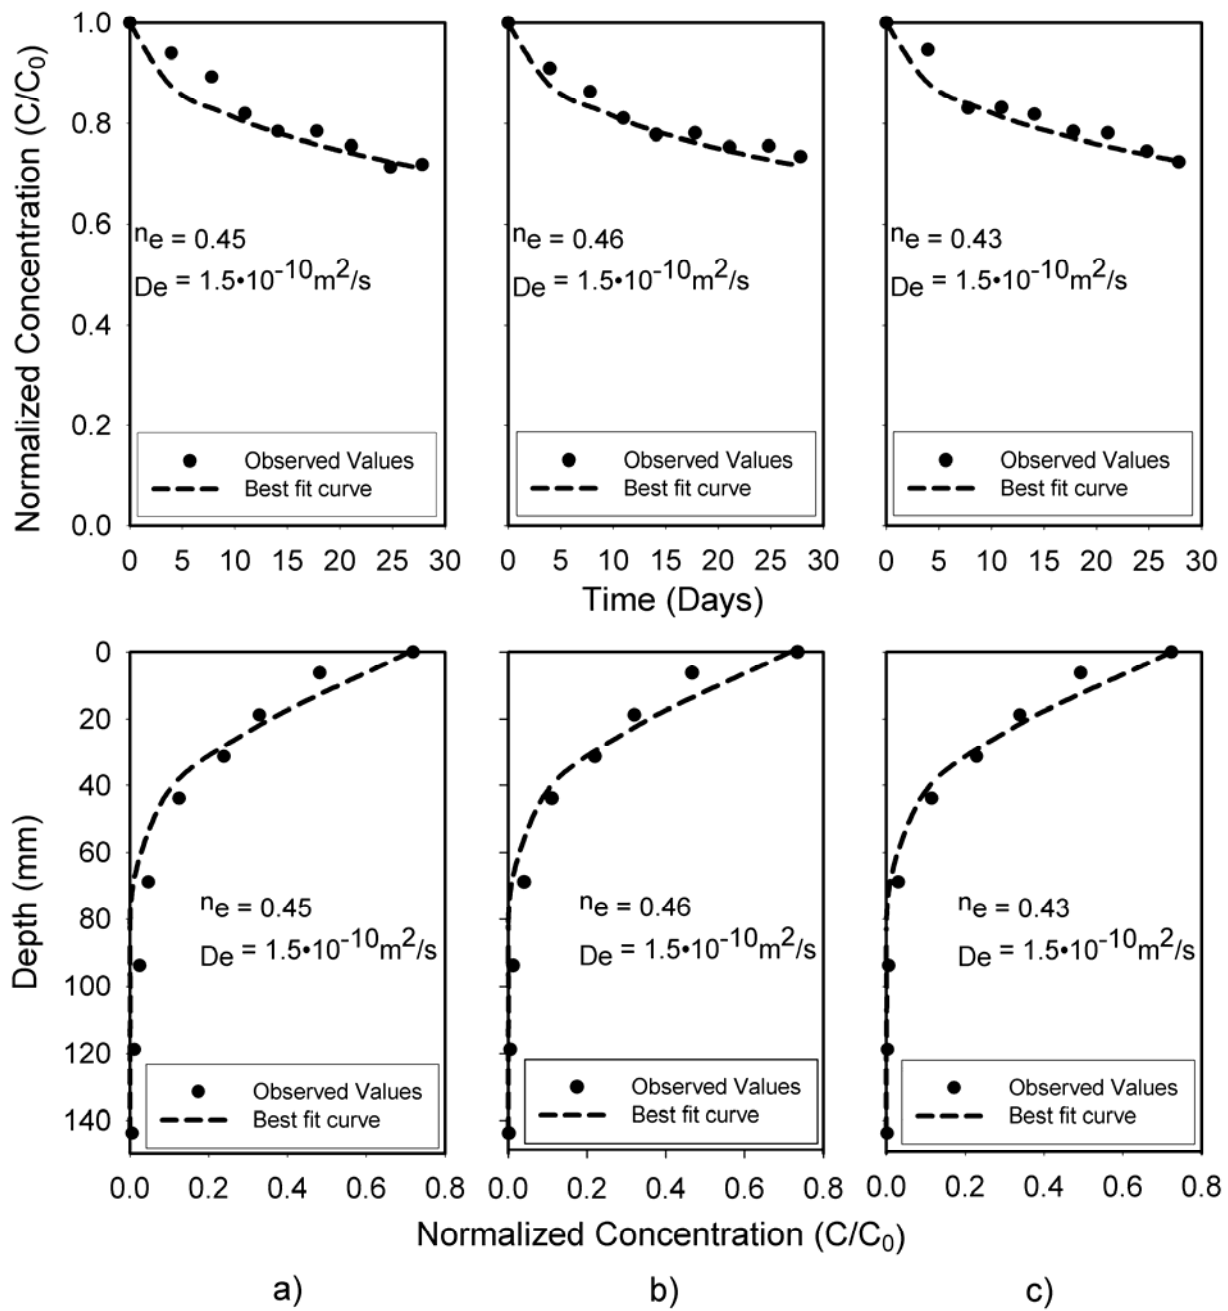 Normalized Concentration (C/C₀)
1.0
0.8
0.6
0.4
0.2
0.0
nₑ = 0.45
De = 1.5•10⁻¹⁰m²/s
Observed Values
Best fit curve
0 5 10 15 20 25 30
nₑ = 0.46
De = 1.5•10⁻¹⁰m²/s
Observed Values
Best fit curve
0 5 10 15 20 25 30
nₑ = 0.43
De = 1.5•10⁻¹⁰m²/s
Observed Values
Best fit curve
0 5 10 15 20 25 30
Time (Days)
Depth (mm)
0
20
40
60
80
100
120
140
nₑ = 0.45
De = 1.5•10⁻¹⁰m²/s
Observed Values
Best fit curve
0.0 0.2 0.4 0.6 0.8
nₑ = 0.46
De = 1.5•10⁻¹⁰m²/s
Observed Values
Best fit curve
0.0 0.2 0.4 0.6 0.8
nₑ = 0.43
De = 1.5•10⁻¹⁰m²/s
Observed Values
Best fit curve
0.0 0.2 0.4 0.6 0.8
Normalized Concentration (C/C₀)
a) b) c)